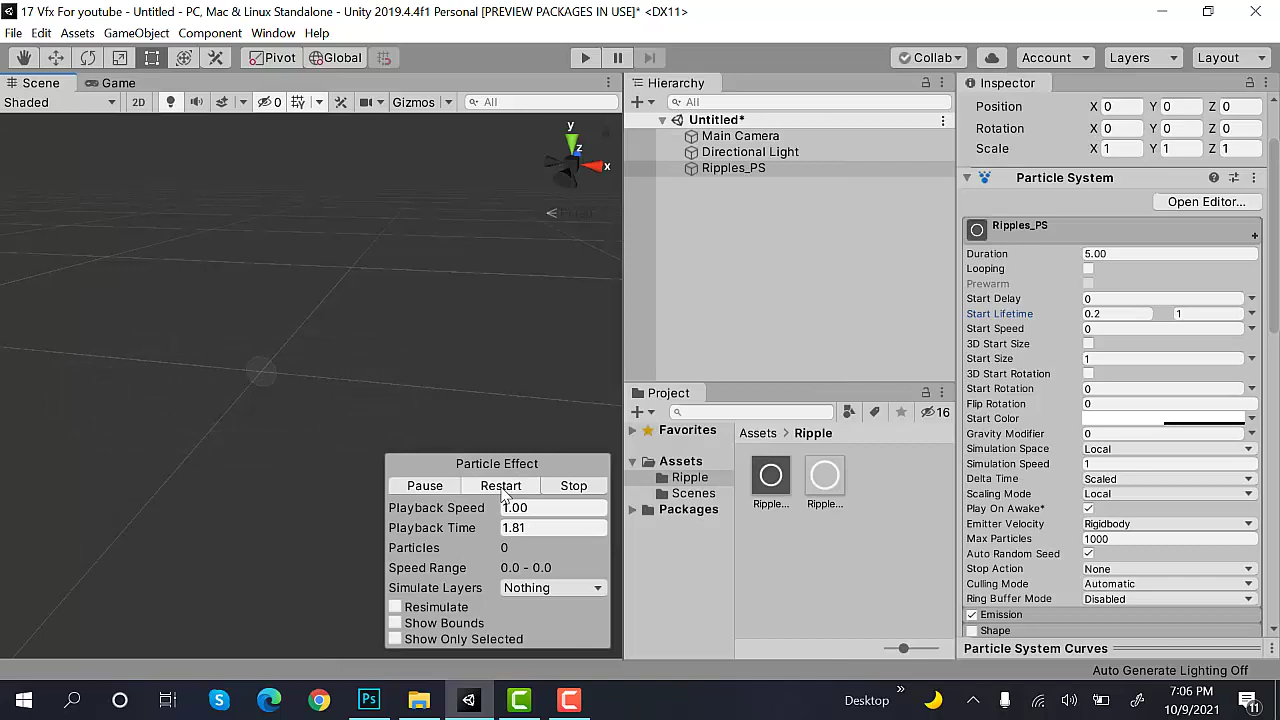 17 Vfx For youtube - Untitled - PC, Mac & Linux Standalone - Unity 2019.4.4f1 Personal [PREVIEW PACKAGES IN USE]* <DX11>
File Edit Assets GameObject Component Window Help
Pivot Global Collab Account Layers Layout
Scene Game
Shaded 2D 0 Gizmos All
y
z
x
Persp
Particle Effect
Pause Restart Stop
Playback Speed 1.00
Playback Time 1.81
Particles 0
Speed Range 0.0 - 0.0
Simulate Layers Nothing
Resimulate
Show Bounds
Show Only Selected
Hierarchy
All
Untitled*
Main Camera
Directional Light
Ripples_PS
Project
16
Favorites
Assets
Ripple
Scenes
Packages
Assets > Ripple
Ripple... Ripple...
Inspector
Position X 0 Y 0 Z 0
Rotation X 0 Y 0 Z 0
Scale X 1 Y 1 Z 1
Particle System
Open Editor...
Ripples_PS
Duration 5.00
Looping
Prewarm
Start Delay 0
Start Lifetime 0.2 1
Start Speed 0
3D Start Size
Start Size 1
3D Start Rotation
Start Rotation 0
Flip Rotation 0
Start Color
Gravity Modifier 0
Simulation Space Local
Simulation Speed 1
Delta Time Scaled
Scaling Mode Local
Play On Awake*
Emitter Velocity Rigidbody
Max Particles 1000
Auto Random Seed
Stop Action None
Culling Mode Automatic
Ring Buffer Mode Disabled
Emission
Shape
Particle System Curves
Auto Generate Lighting Off
Desktop
7:06 PM
10/9/2021
11